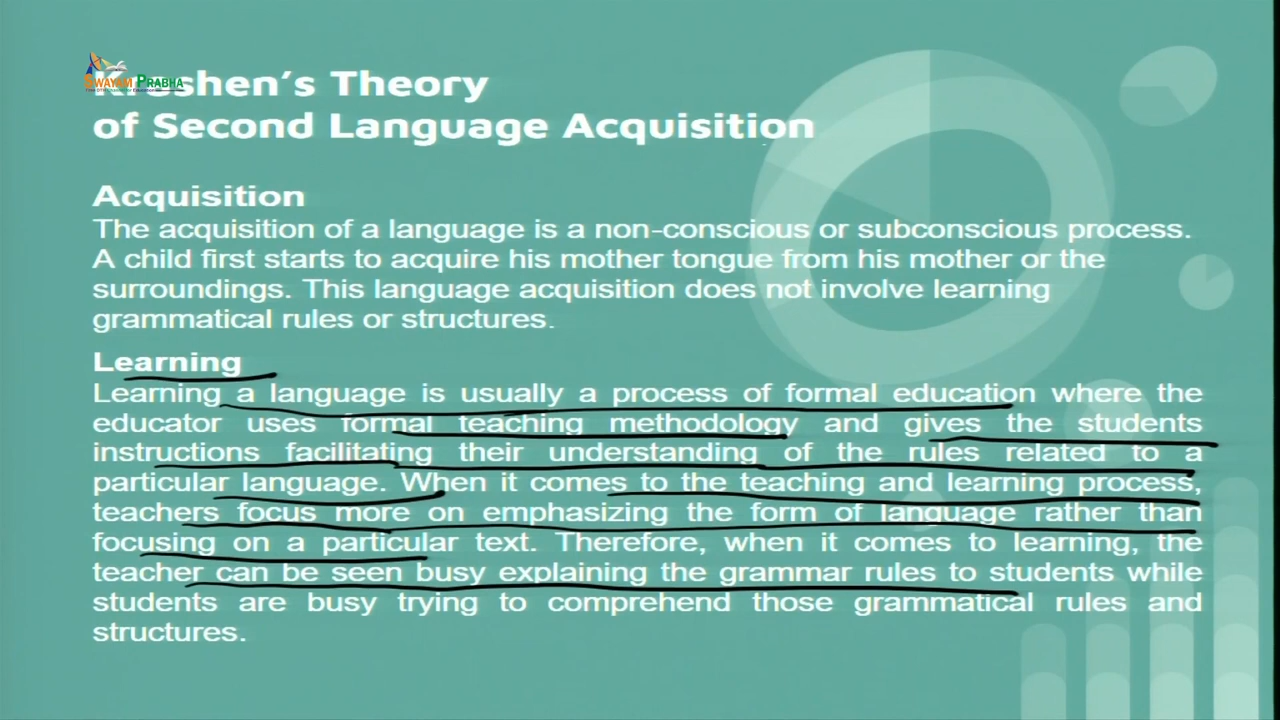 SWAYAM PRABHA
Krashen's Theory
of Second Language Acquisition
Acquisition
The acquisition of a language is a non-conscious or subconscious process.
A child first starts to acquire his mother tongue from his mother or the
surroundings. This language acquisition does not involve learning
grammatical rules or structures.
Learning
Learning a language is usually a process of formal education where the
educator uses formal teaching methodology and gives the students
instructions facilitating their understanding of the rules related to a
particular language. When it comes to the teaching and learning process,
teachers focus more on emphasizing the form of language rather than
focusing on a particular text. Therefore, when it comes to learning, the
teacher can be seen busy explaining the grammar rules to students while
students are busy trying to comprehend those grammatical rules and
structures.